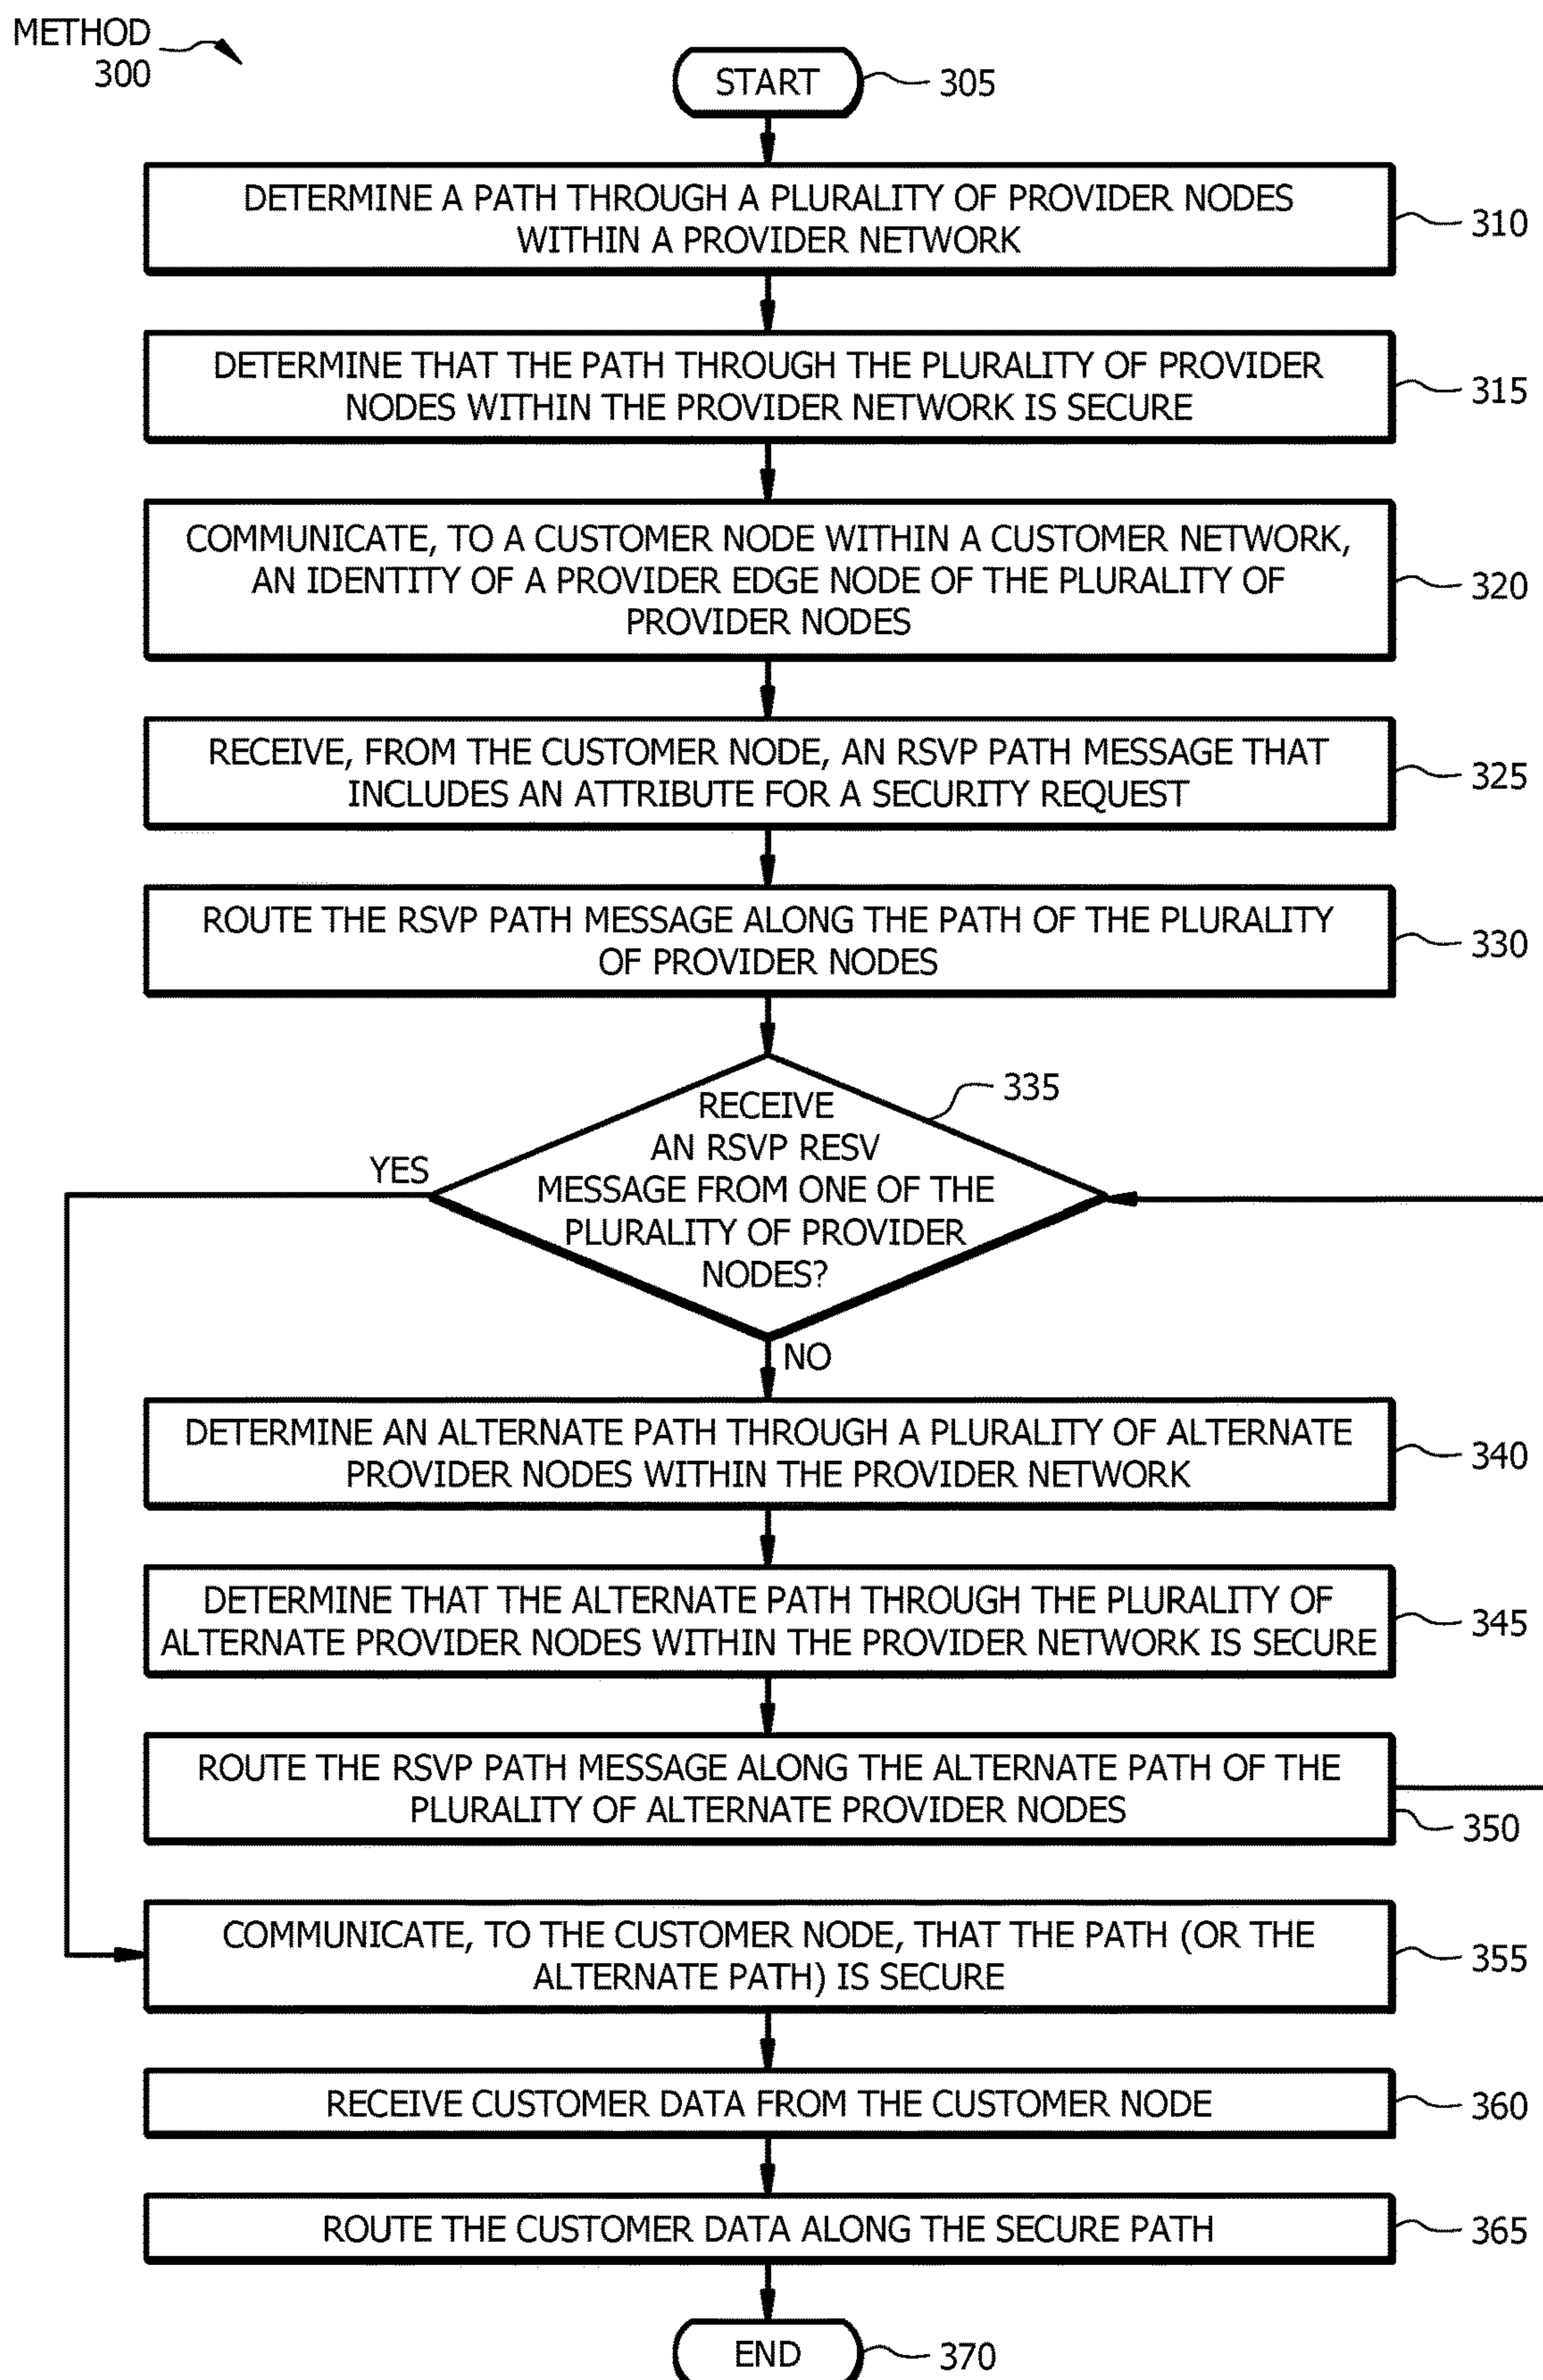 METHOD
300
START
305
DETERMINE A PATH THROUGH A PLURALITY OF PROVIDER NODES
WITHIN A PROVIDER NETWORK
310
DETERMINE THAT THE PATH THROUGH THE PLURALITY OF PROVIDER
NODES WITHIN THE PROVIDER NETWORK IS SECURE
315
COMMUNICATE, TO A CUSTOMER NODE WITHIN A CUSTOMER NETWORK,
AN IDENTITY OF A PROVIDER EDGE NODE OF THE PLURALITY OF
PROVIDER NODES
320
RECEIVE, FROM THE CUSTOMER NODE, AN RSVP PATH MESSAGE THAT
INCLUDES AN ATTRIBUTE FOR A SECURITY REQUEST
325
ROUTE THE RSVP PATH MESSAGE ALONG THE PATH OF THE PLURALITY
OF PROVIDER NODES
330
335
RECEIVE
AN RSVP RESV
MESSAGE FROM ONE OF THE
PLURALITY OF PROVIDER
NODES?
YES
NO
DETERMINE AN ALTERNATE PATH THROUGH A PLURALITY OF ALTERNATE
PROVIDER NODES WITHIN THE PROVIDER NETWORK
340
DETERMINE THAT THE ALTERNATE PATH THROUGH THE PLURALITY OF
ALTERNATE PROVIDER NODES WITHIN THE PROVIDER NETWORK IS SECURE
345
ROUTE THE RSVP PATH MESSAGE ALONG THE ALTERNATE PATH OF THE
PLURALITY OF ALTERNATE PROVIDER NODES
350
COMMUNICATE, TO THE CUSTOMER NODE, THAT THE PATH (OR THE
ALTERNATE PATH) IS SECURE
355
RECEIVE CUSTOMER DATA FROM THE CUSTOMER NODE
360
ROUTE THE CUSTOMER DATA ALONG THE SECURE PATH
365
END
370